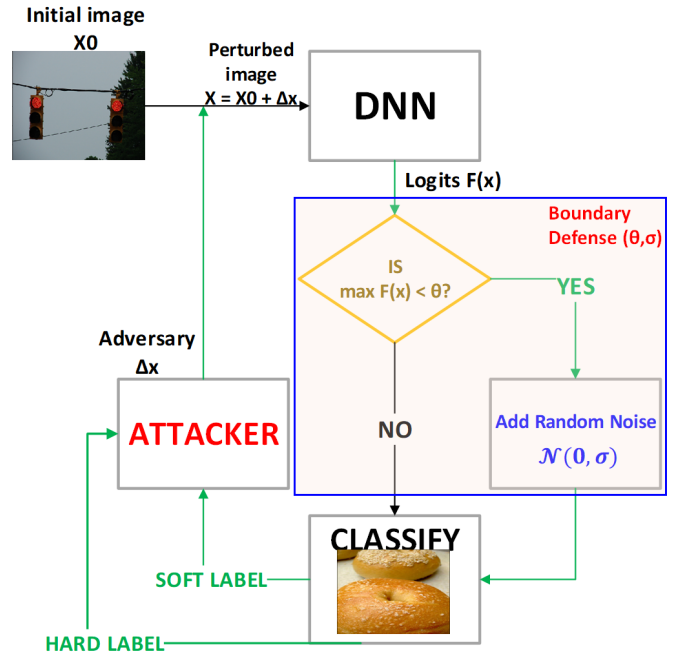 Initial image
X0
Perturbed
image
X = X0 + Δx
DNN
Logits F(x)
Boundary
Defense (θ,σ)
IS
max F(x) < θ?
YES
Adversary
Δx
ATTACKER
NO
Add Random Noise
𝒩(0, σ)
CLASSIFY
SOFT LABEL
HARD LABEL